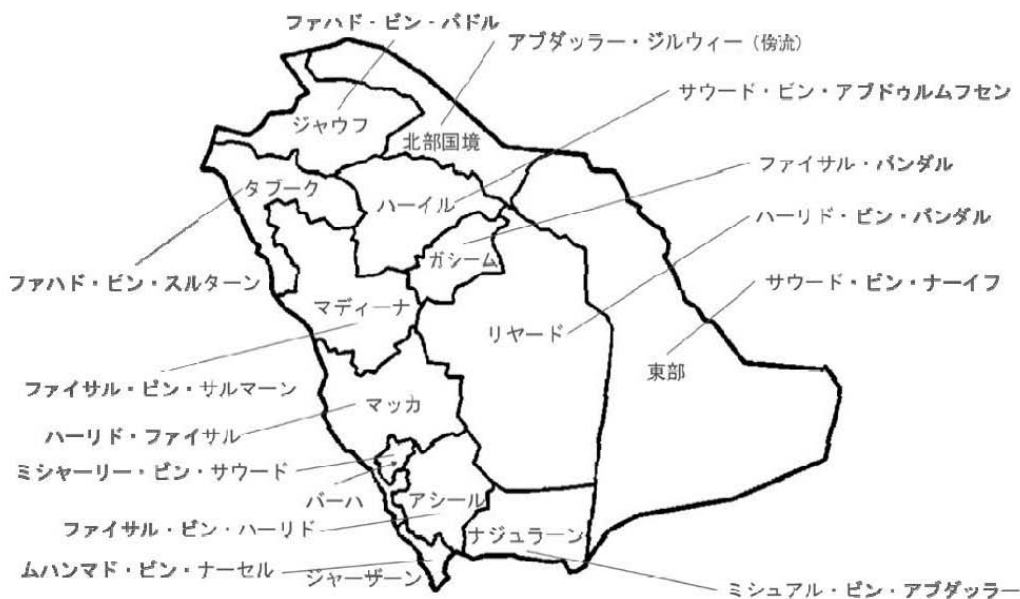 ファハド・ビン・バドル
アブダッラー・ジルウィー（傍流）
サウード・ビン・アブドゥルムフセン
ジャウフ
北部国境
ファイサル・バンダル
タブーク
ハーイル
ハーリド・ビン・バンダル
ガシーム
ファハド・ビン・スルターン
サウード・ビン・ナーイフ
マディーナ
リヤード
東部
ファイサル・ビン・サルマーン
マッカ
ハーリド・ファイサル
ミシャーリー・ビン・サウード
バーハ
アシール
ファイサル・ビン・ハーリド
ナジュラーン
ムハンマド・ビン・ナーセル
ジャーザーン
ミシュアル・ビン・アブダッラー